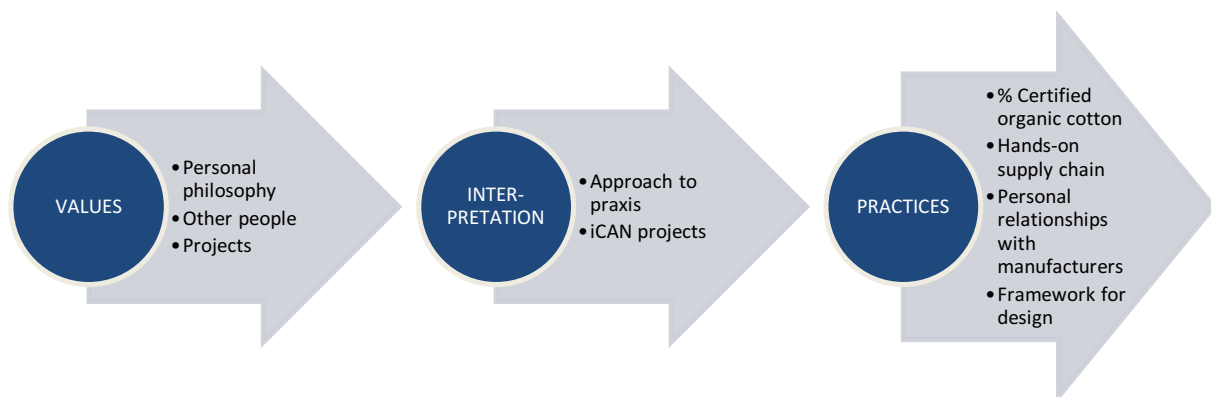 VALUES
•Personal
philosophy
•Other people
•Projects
INTER-
PRETATION
•Approach to
praxis
•iCAN projects
PRACTICES
•% Certified
organic cotton
•Hands-on
supply chain
•Personal
relationships
with
manufacturers
•Framework for
design